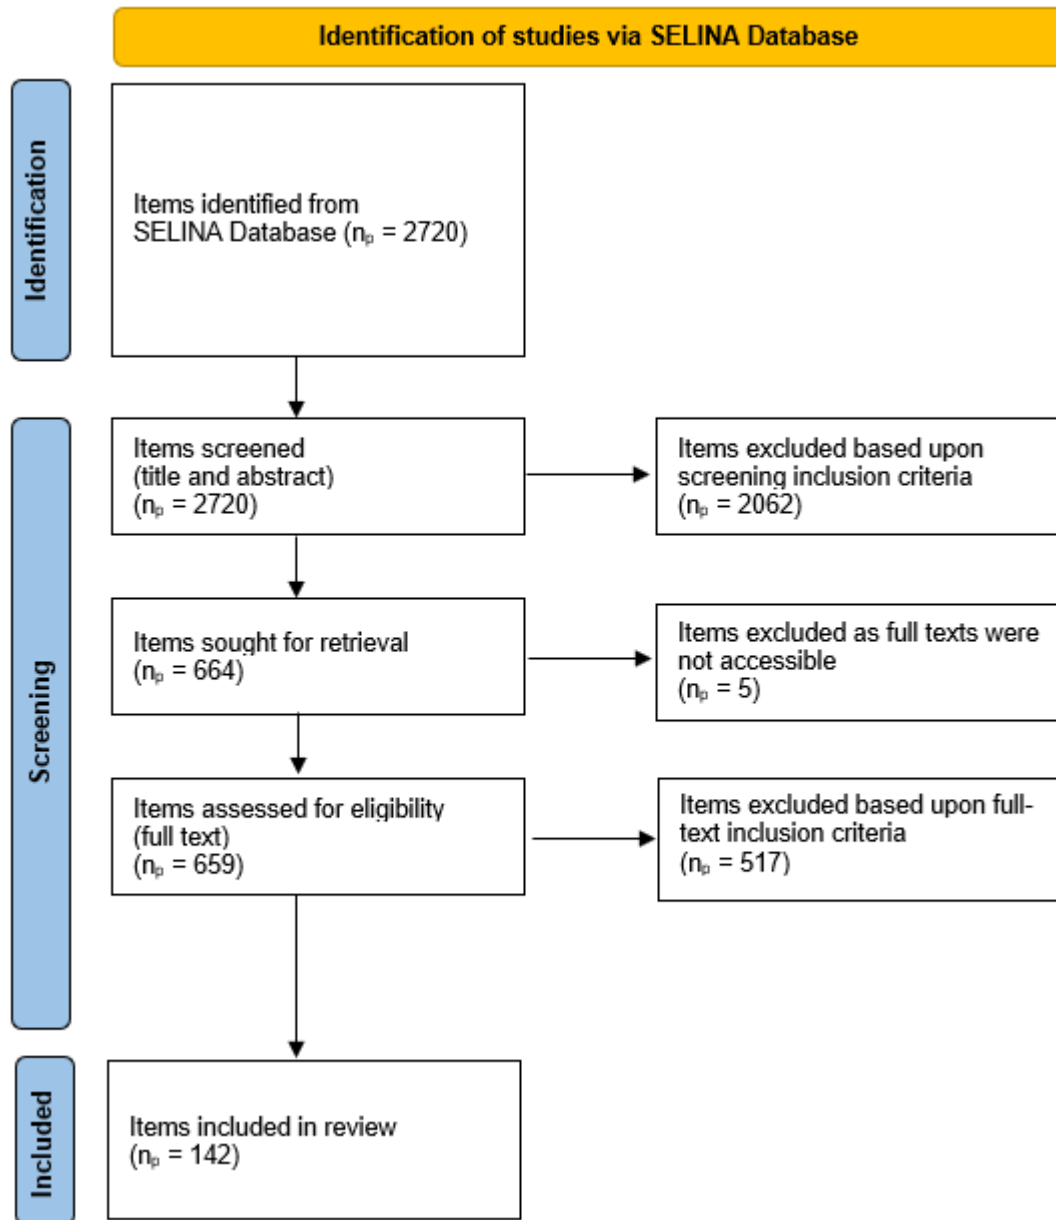 Identification of studies via SELINA Database
Identification
Items identified from
SELINA Database (nₚ = 2720)
Screening
Items screened
(title and abstract)
(nₚ = 2720)
Items excluded based upon
screening inclusion criteria
(nₚ = 2062)
Items sought for retrieval
(nₚ = 664)
Items excluded as full texts were
not accessible
(nₚ = 5)
Items assessed for eligibility
(full text)
(nₚ = 659)
Items excluded based upon full-
text inclusion criteria
(nₚ = 517)
Included
Items included in review
(nₚ = 142)